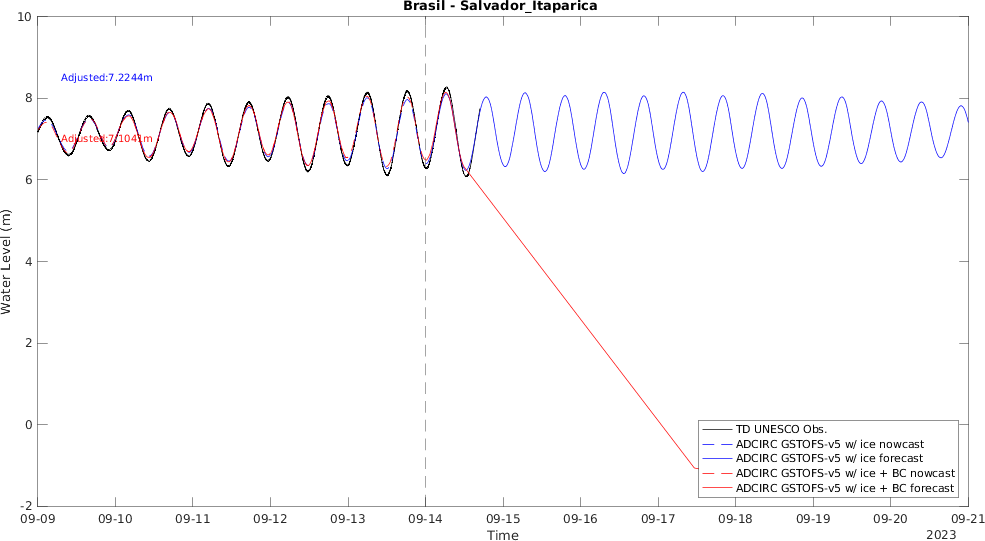 Brasil - Salvador_Itaparica
10
8
6
4
2
0
-2
Water Level (m)
Adjusted:7.2244m
Adjusted:7.1041m
TD UNESCO Obs.
ADCIRC GSTOFS-v5 w/ ice nowcast
ADCIRC GSTOFS-v5 w/ ice forecast
ADCIRC GSTOFS-v5 w/ ice + BC nowcast
ADCIRC GSTOFS-v5 w/ ice + BC forecast
09-09 09-10 09-11 09-12 09-13 09-14 09-15 09-16 09-17 09-18 09-19 09-20 09-21
Time
2023